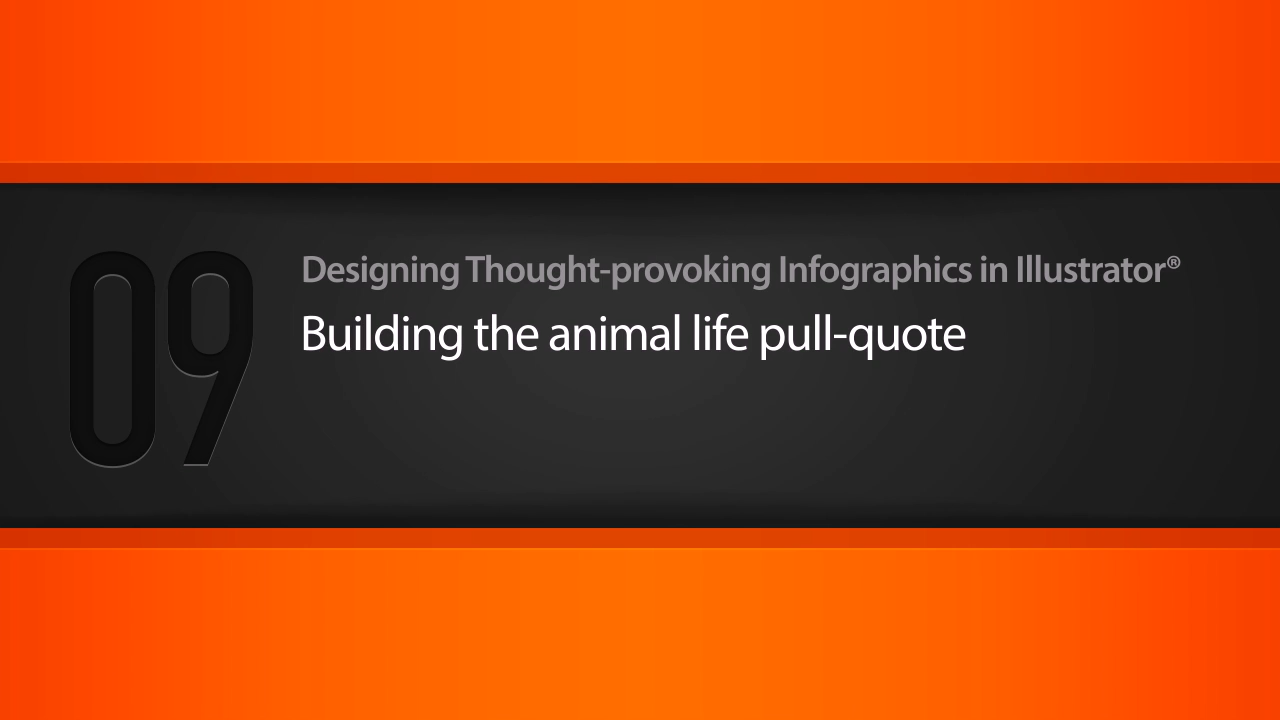 09
Designing Thought-provoking Infographics in Illustrator®
Building the animal life pull-quote